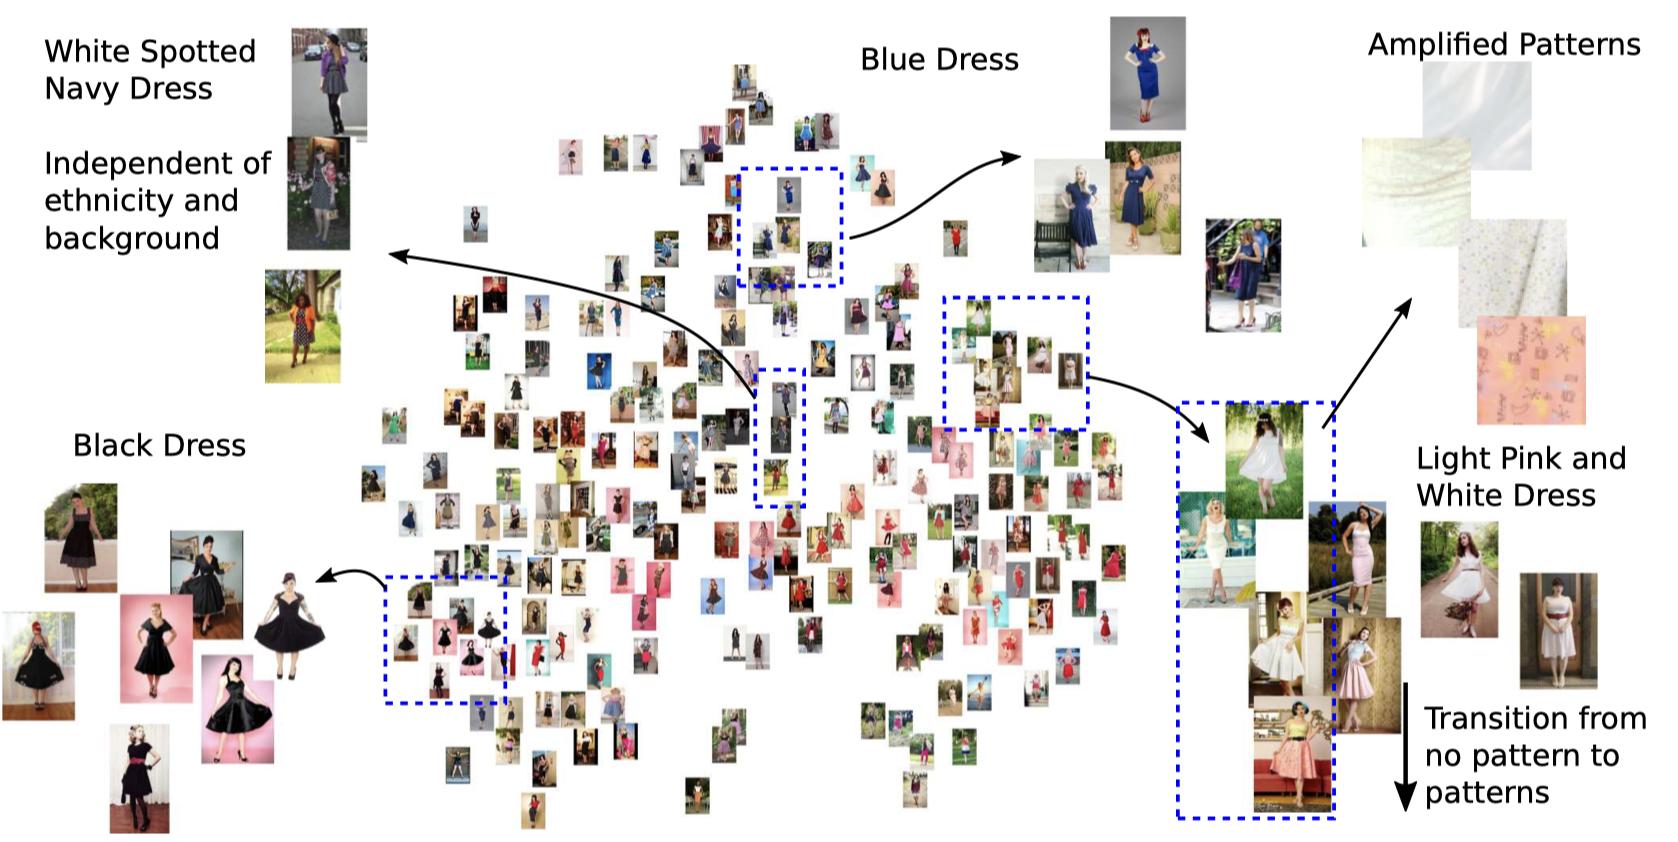 White Spotted
Navy Dress
Independent of
ethnicity and
background
Blue Dress
Amplified Patterns
Black Dress
Light Pink and
White Dress
Transition from
no pattern to
patterns